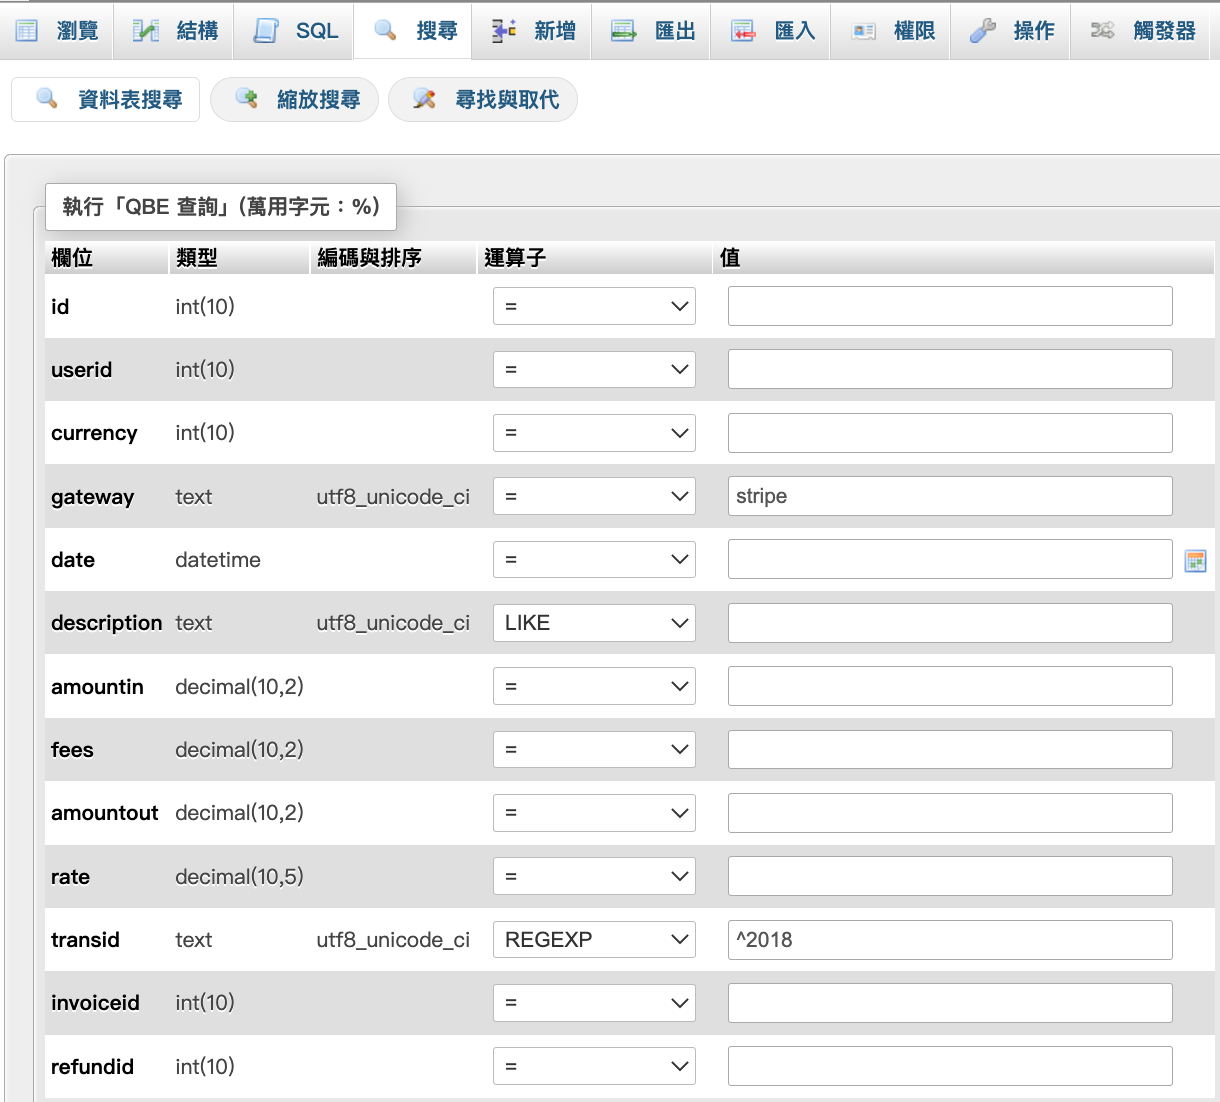 瀏覽 結構 SQL 搜尋 新增 匯出 匯入 權限 操作 觸發器
資料表搜尋 縮放搜尋 尋找與取代
執行「QBE 查詢」(萬用字元：%)
欄位 類型 編碼與排序 運算子 值
id int(10) =
userid int(10) =
currency int(10) =
gateway text utf8_unicode_ci = stripe
date datetime =
description text utf8_unicode_ci LIKE
amountin decimal(10,2) =
fees decimal(10,2) =
amountout decimal(10,2) =
rate decimal(10,5) =
transid text utf8_unicode_ci REGEXP ^2018
invoiceid int(10) =
refundid int(10) =